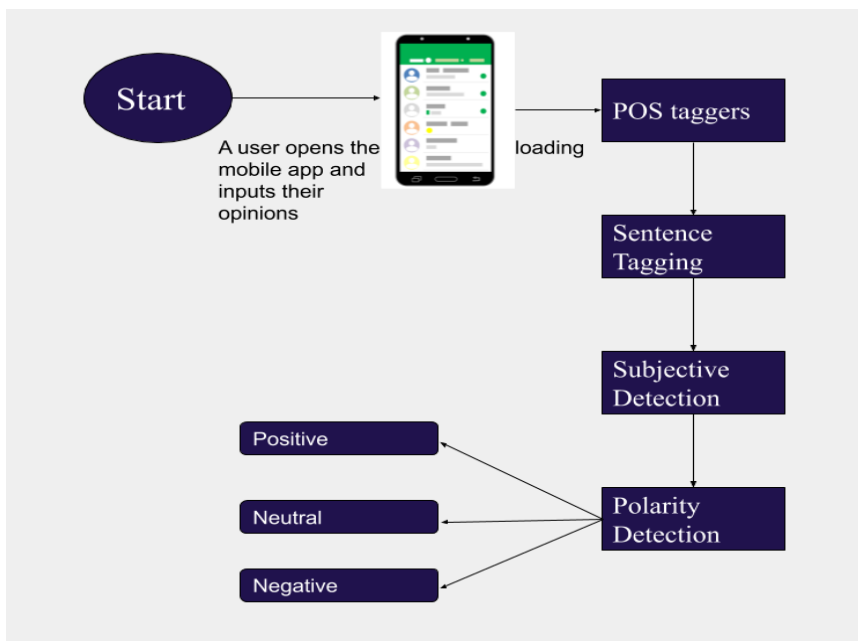 Start
A user opens the
mobile app and
inputs their
opinions
loading
POS taggers
Sentence
Tagging
Subjective
Detection
Polarity
Detection
Positive
Neutral
Negative